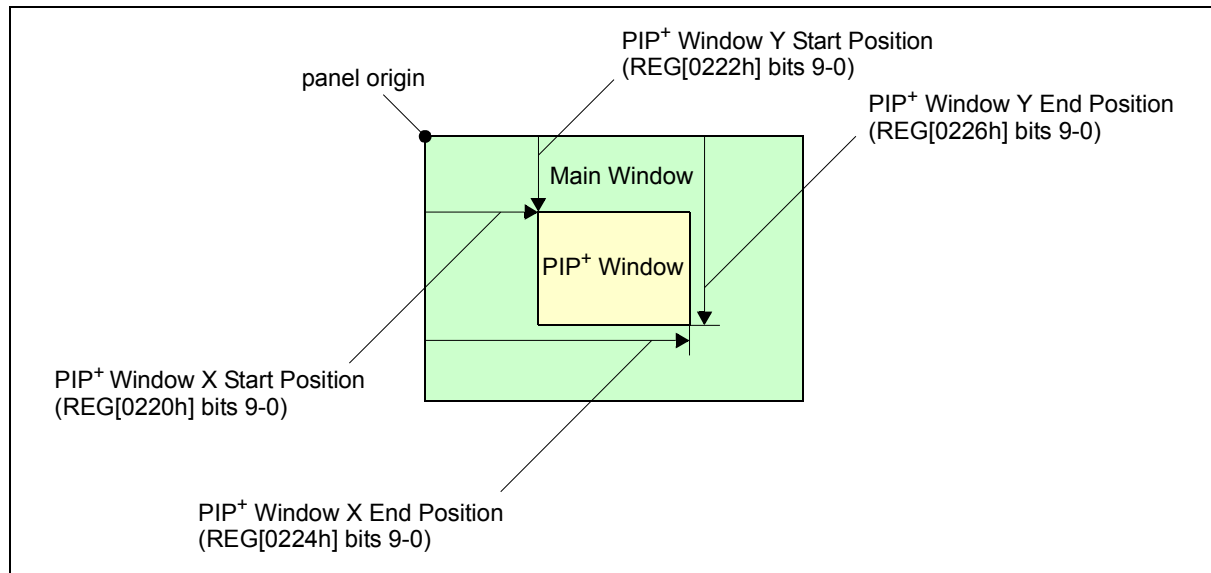 PIP+ Window Y Start Position
(REG[0222h] bits 9-0)
panel origin
PIP+ Window Y End Position
(REG[0226h] bits 9-0)
Main Window
PIP+ Window
PIP+ Window X Start Position
(REG[0220h] bits 9-0)
PIP+ Window X End Position
(REG[0224h] bits 9-0)